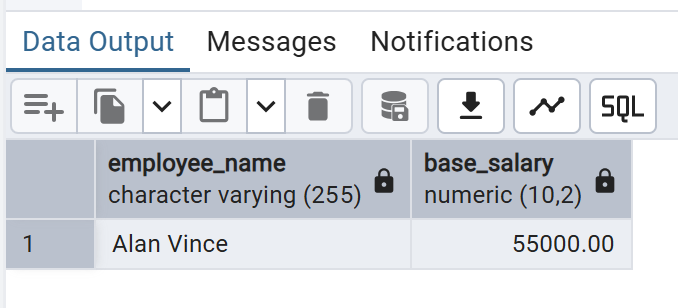 Data Output Messages Notifications
SQL
employee_name base_salary
character varying (255) numeric (10,2)
1 Alan Vince 55000.00